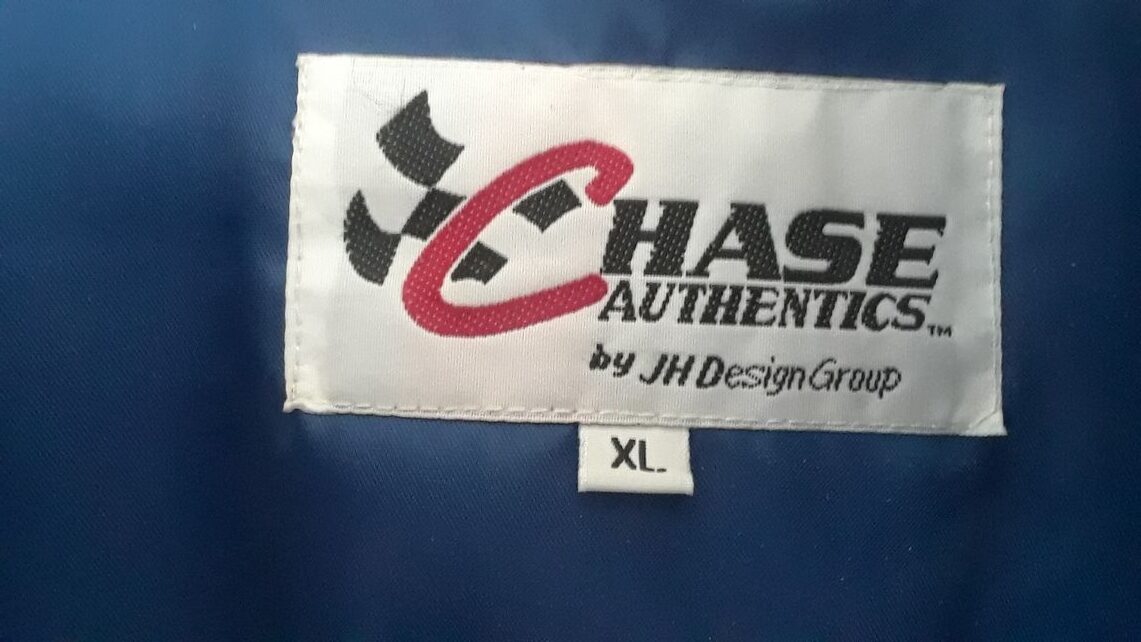 CHASE
AUTHENTICS™
by JH Design Group
XL.